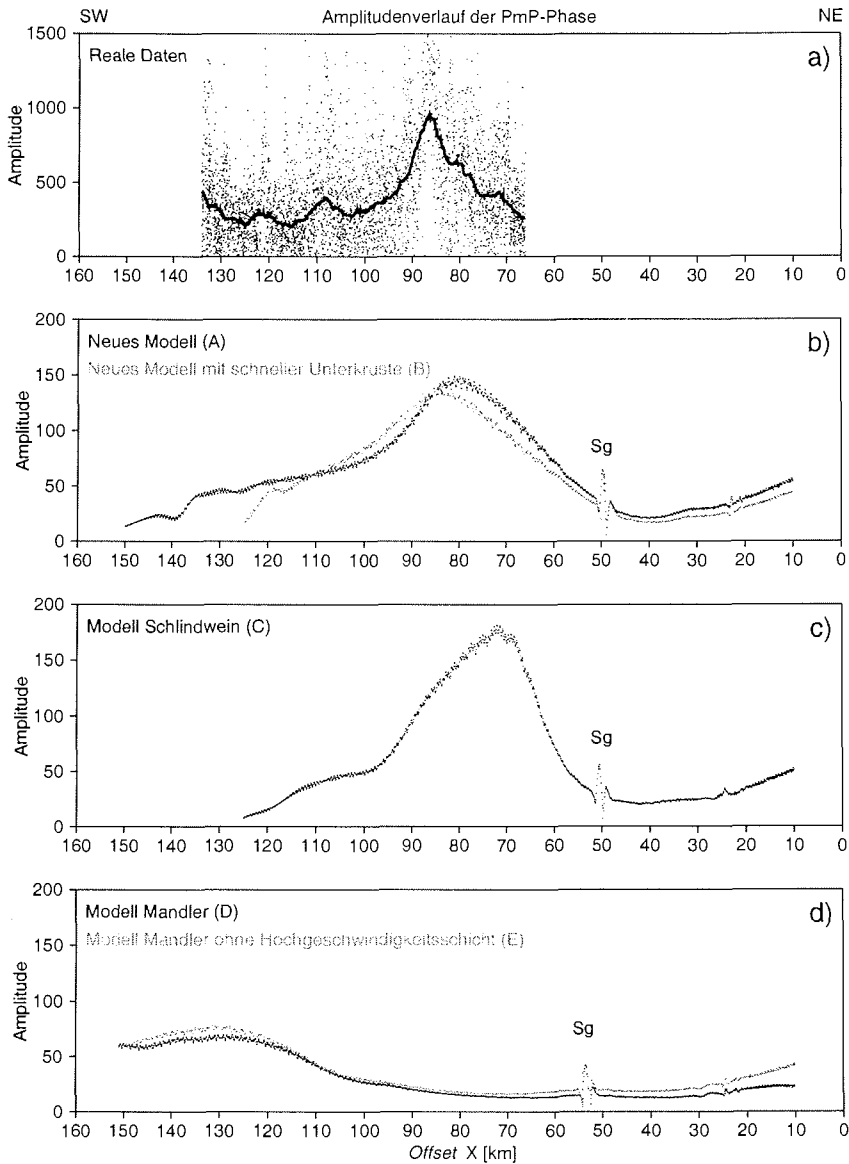 SW Amplitudenverlauf der PmP-Phase NE
Reale Daten a)
Amplitude
1500
1000
500
0
160 150 140 130 120 110 100 90 80 70 60 50 40 30 20 10 0
Neues Modell (A) b)
Neues Modell mit schneller Unterkruste (B)
Sg
Amplitude
200
150
100
50
0
160 150 140 130 120 110 100 90 80 70 60 50 40 30 20 10 0
Modell Schlindwein (C) c)
Sg
Amplitude
200
150
100
50
0
160 150 140 130 120 110 100 90 80 70 60 50 40 30 20 10 0
Modell Mandler (D) d)
Modell Mandler ohne Hochgeschwindigkeitsschicht (E)
Sg
Amplitude
200
150
100
50
0
160 150 140 130 120 110 100 90 80 70 60 50 40 30 20 10 0
Offset X [km]